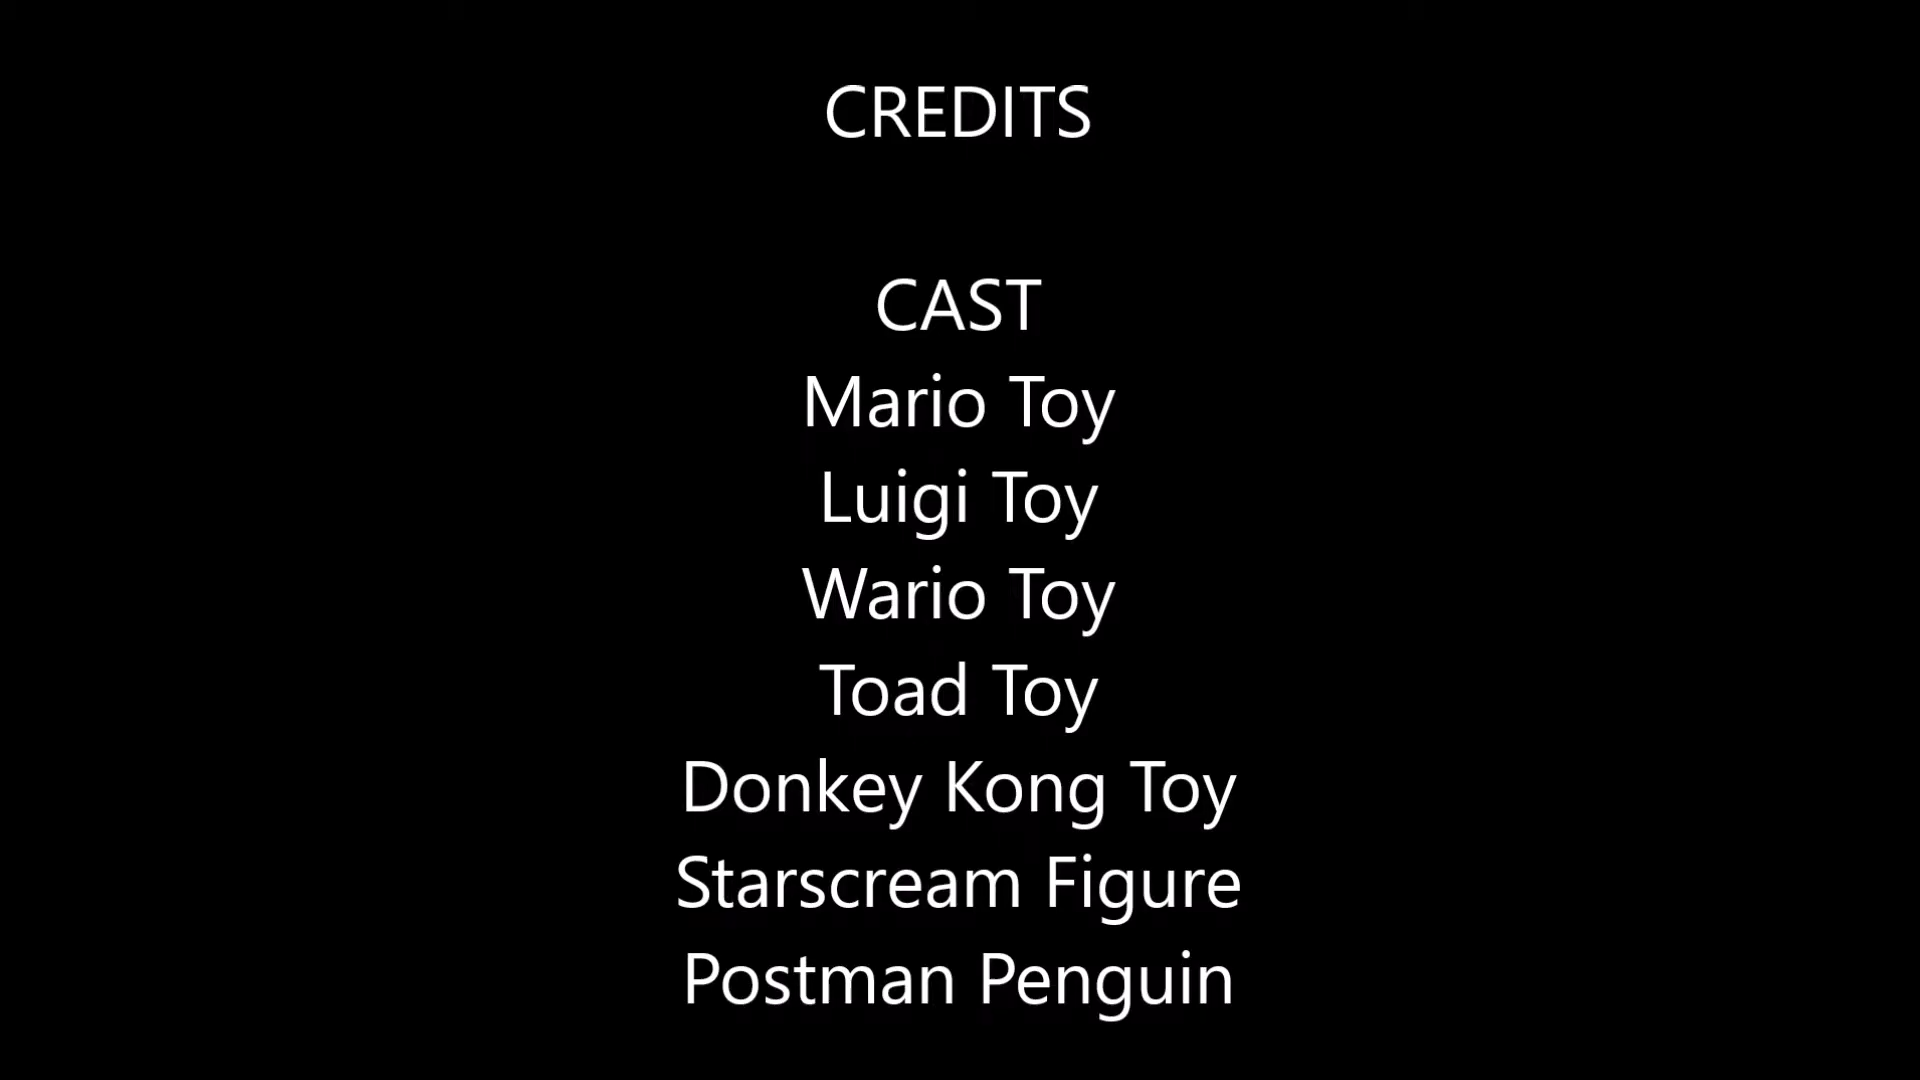 CREDITS
CAST
Mario Toy
Luigi Toy
Wario Toy
Toad Toy
Donkey Kong Toy
Starscream Figure
Postman Penguin